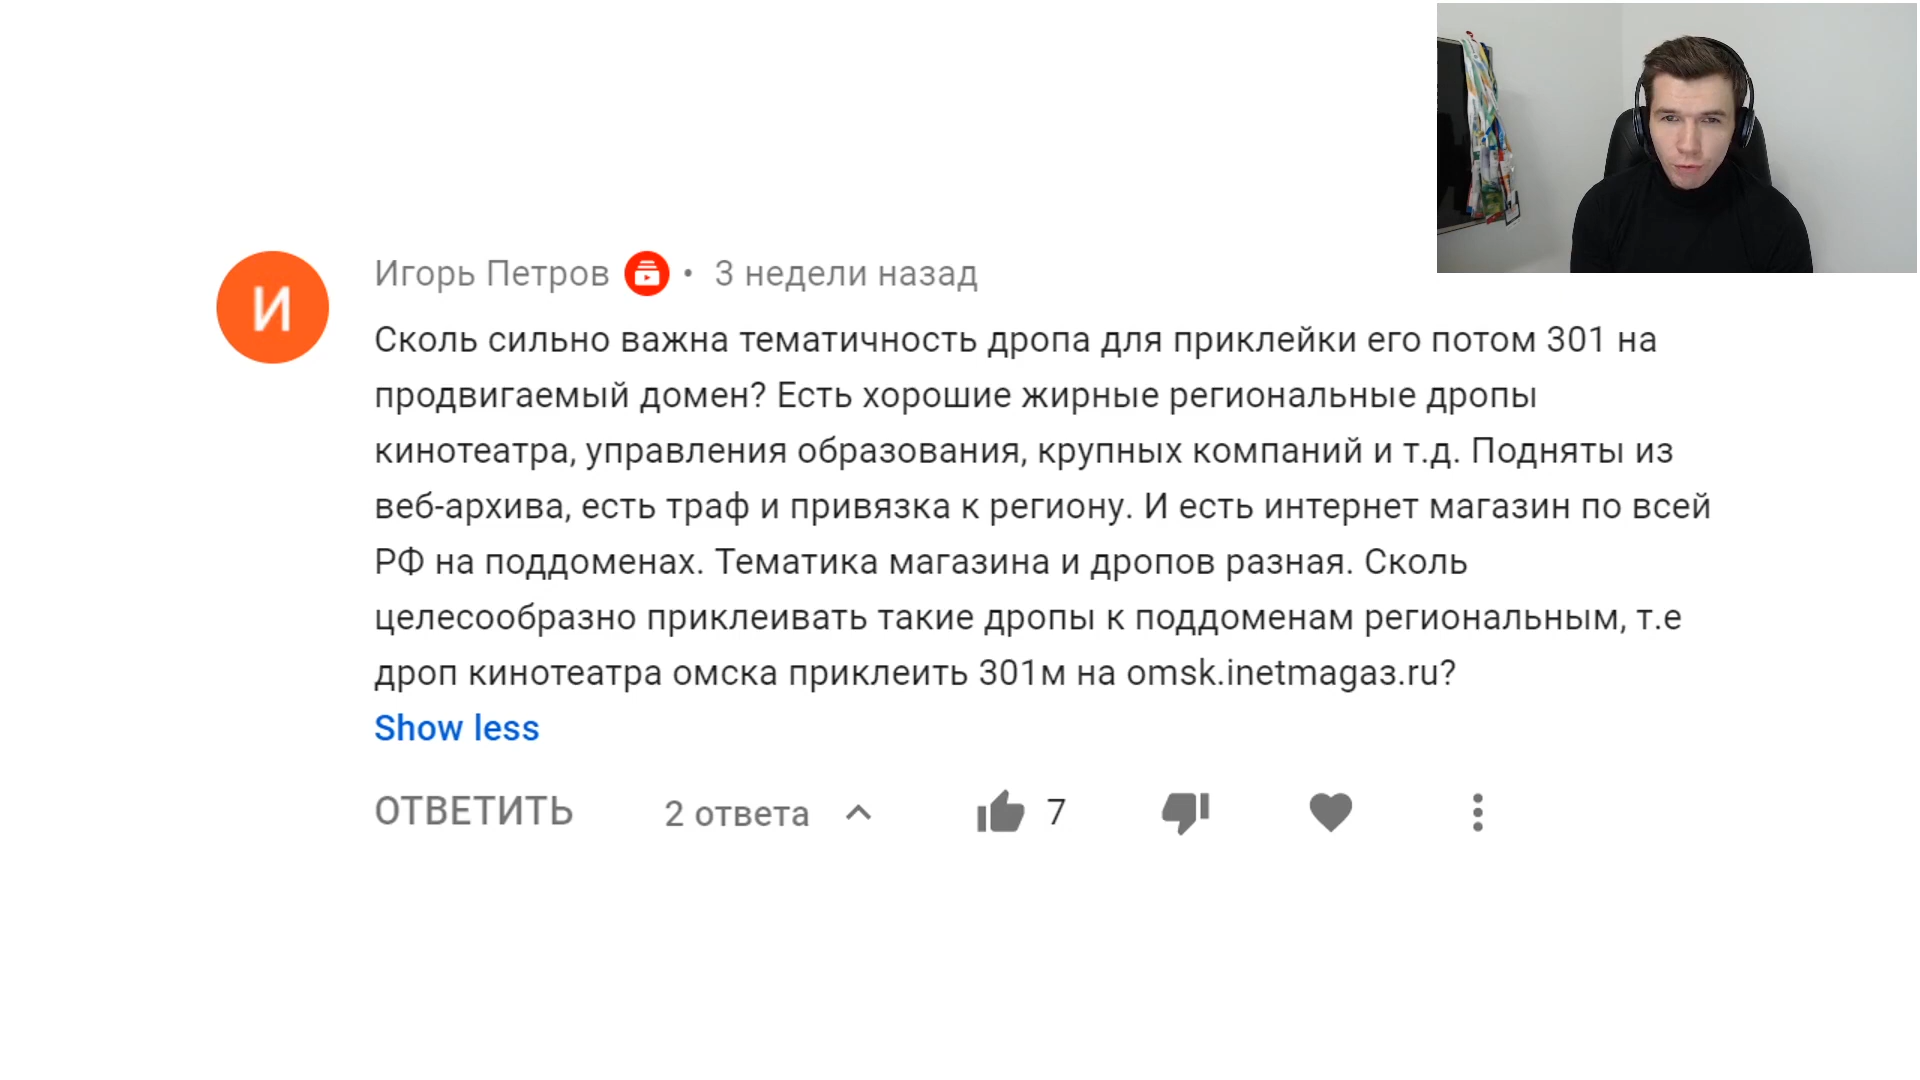 И
Игорь Петров • 3 недели назад
Сколь сильно важна тематичность дропа для приклейки его потом 301 на
продвигаемый домен? Есть хорошие жирные региональные дропы
кинотеатра, управления образования, крупных компаний и т.д. Подняты из
веб-архива, есть траф и привязка к региону. И есть интернет магазин по всей
РФ на поддоменах. Тематика магазина и дропов разная. Сколь
целесообразно приклеивать такие дропы к поддоменам региональным, т.е
дроп кинотеатра омска приклеить 301м на omsk.inetmagaз.ru?
Show less
ОТВЕТИТЬ 2 ответа 7